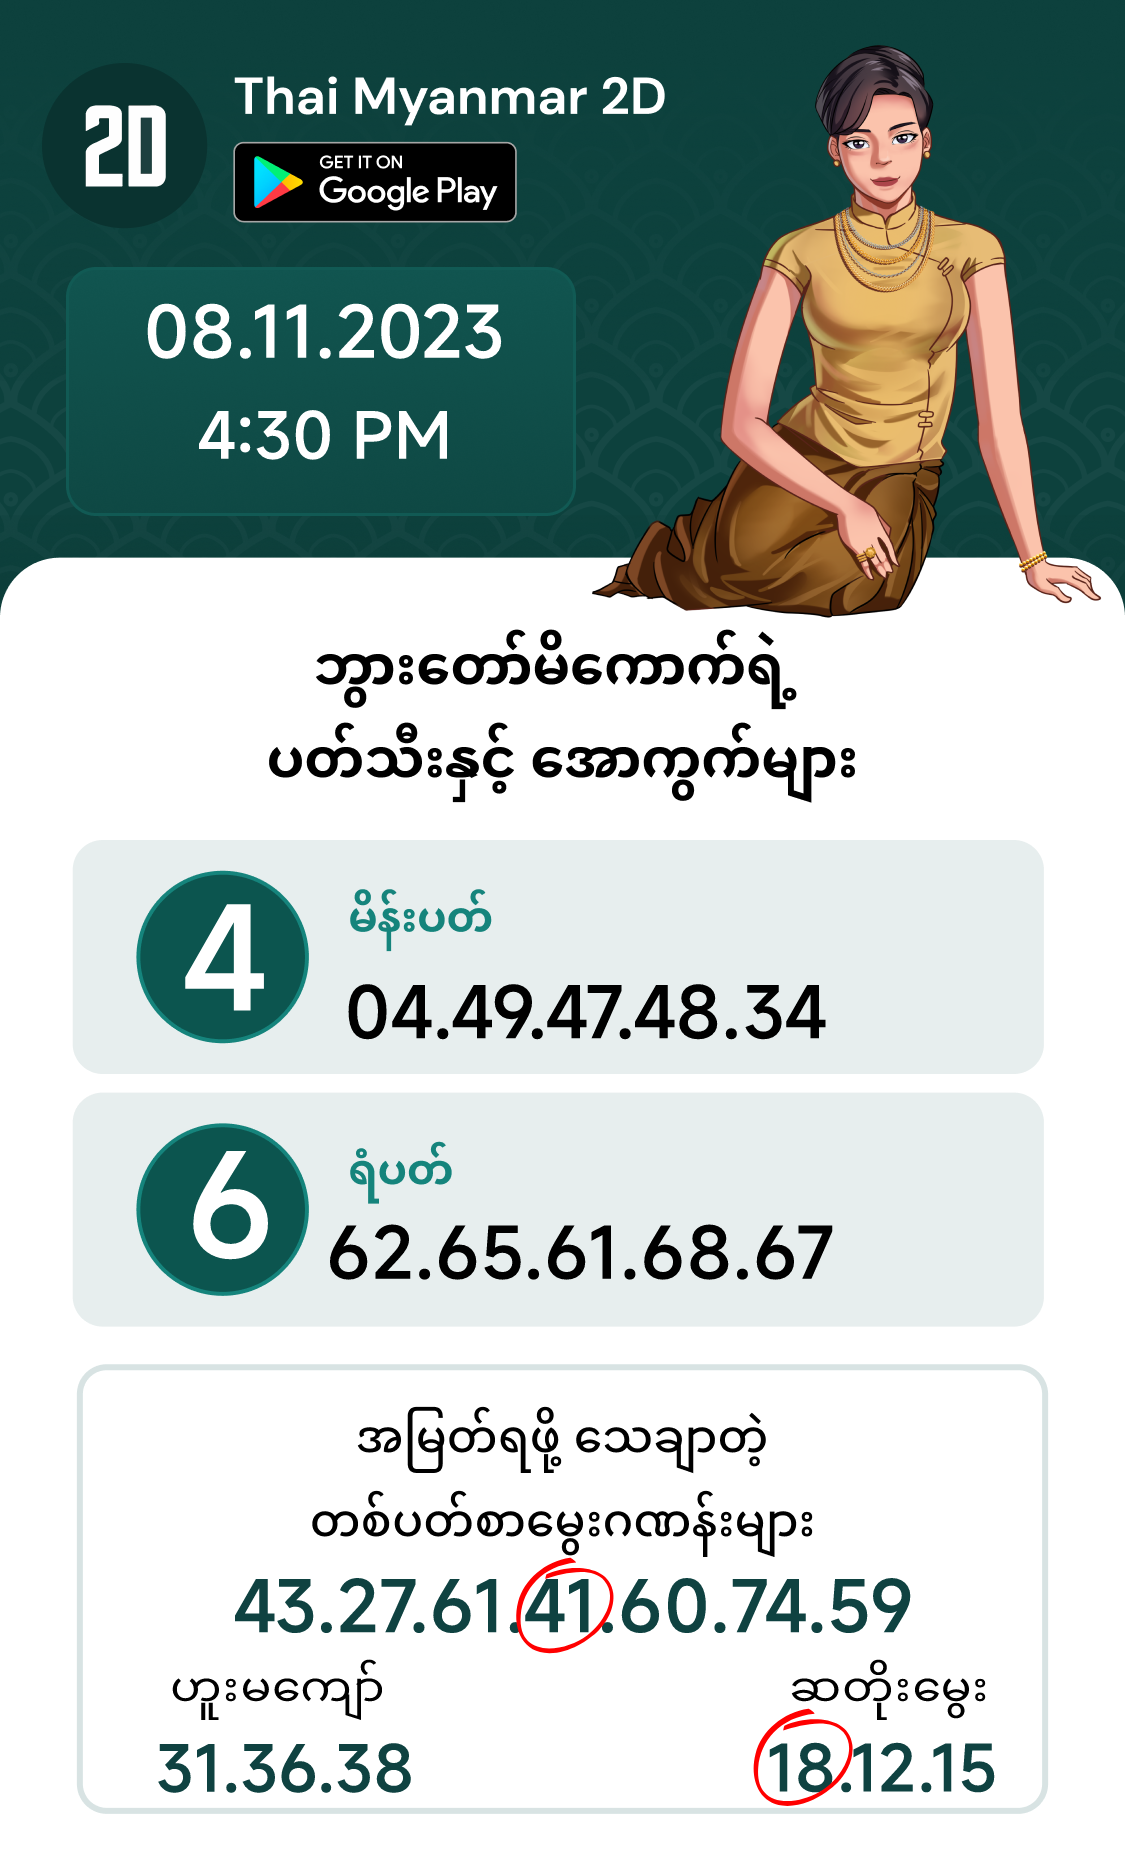 2D
Thai Myanmar 2D
GET IT ON
Google Play
08.11.2023
4:30 PM
ဘွားတော်မိကောက်ရဲ့
ပတ်သီးနှင့် အောကွက်များ
4
မိန်းပတ်
04.49.47.48.34
6
ရံပတ်
62.65.61.68.67
အမြတ်ရဖို့ သေချာတဲ့
တစ်ပတ်စာမွေးဂဏန်းများ
43.27.61.41.60.74.59
ဟူးမကျော်
ဆတိုးမွေး
31.36.38
18.12.15